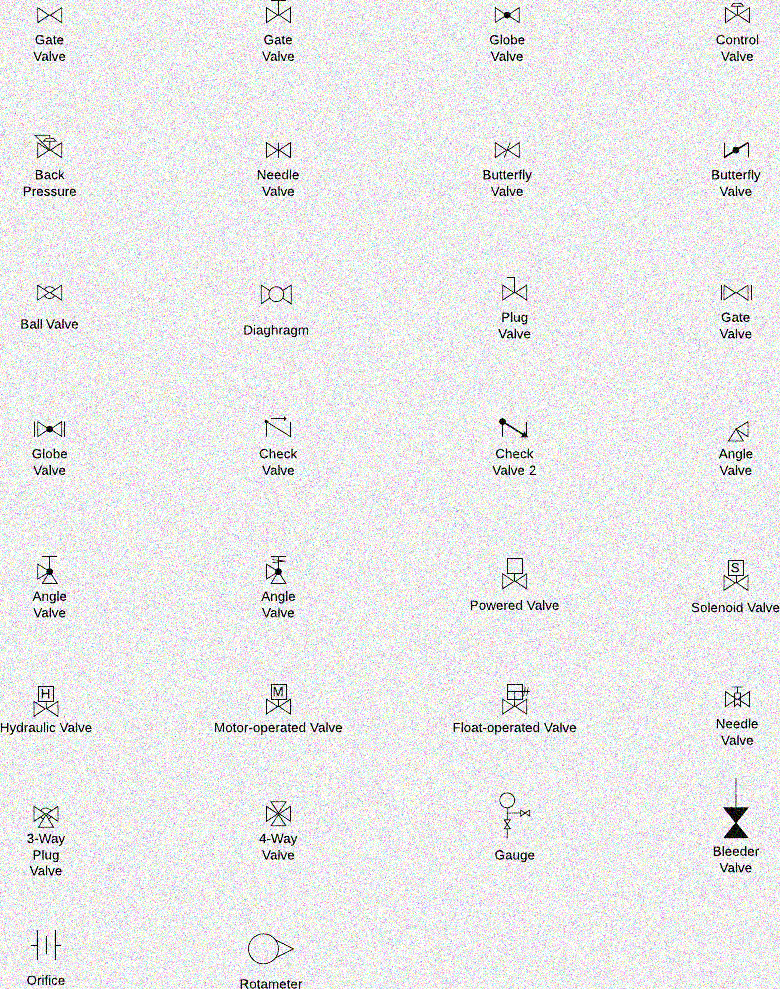 Gate
Valve
Gate
Valve
Globe
Valve
Control
Valve
Back
Pressure
Needle
Valve
Butterfly
Valve
Butterfly
Valve
Ball Valve
Diaghragm
Plug
Valve
Gate
Valve
Globe
Valve
Check
Valve
Check
Valve 2
Angle
Valve
Angle
Valve
Angle
Valve
Powered Valve
S
Solenoid Valve
H
Hydraulic Valve
M
Motor-operated Valve
Float-operated Valve
Needle
Valve
3-Way
Plug
Valve
4-Way
Valve
Gauge
Bleeder
Valve
Orifice
Rotameter